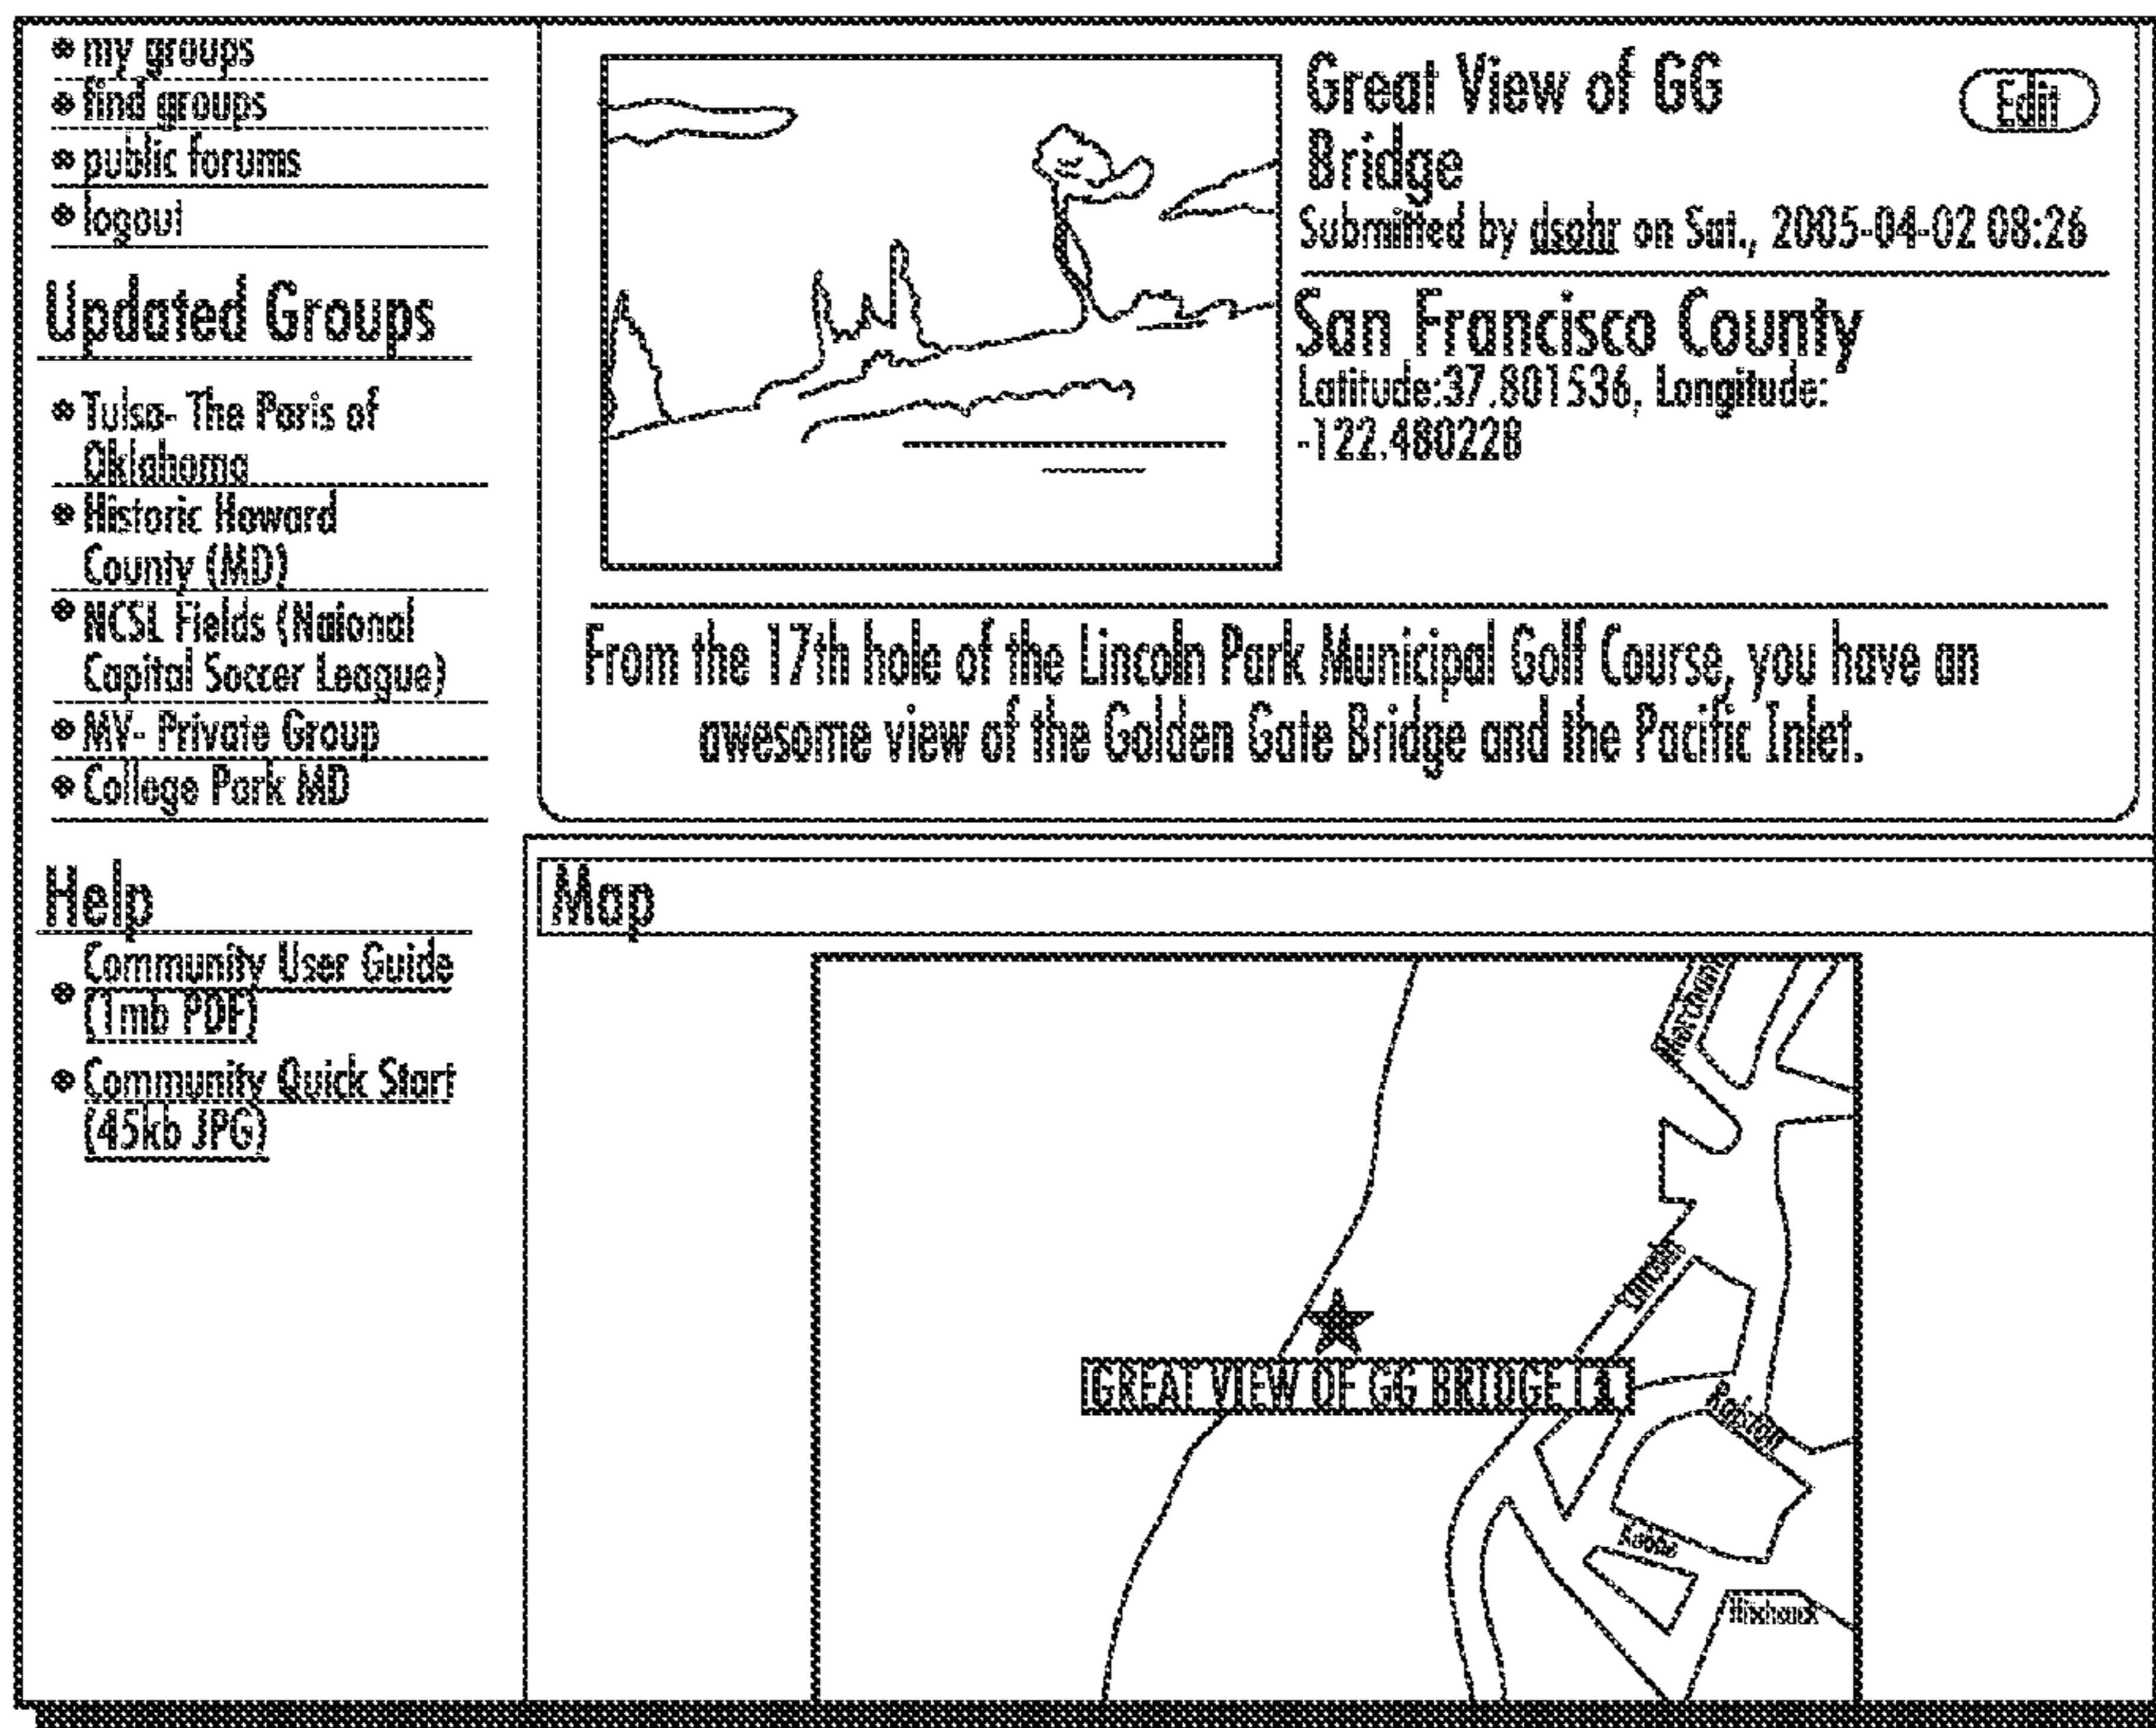 my groups
find groups
public forums
logout
Updated Groups
Tulsa- The Paris of
Oklahoma
Historic Howard
County (MD)
NCSL Fields (Naional
Capital Soccer League)
MV- Private Group
College Park MD
Help
Community User Guide
(1mb PDF)
Community Quick Start
(45kb JPG)
Great View of GG
Bridge
Edit
Submitted by dsohr on Sat., 2005-04-02 08:26
San Francisco County
Latitude:37.801536, Longitude:
-122.480228
From the 17th hole of the Lincoln Park Municipal Golf Course, you have an
awesome view of the Golden Gate Bridge and the Pacific Inlet.
Map
Merchant
Lincoln
GREAT VIEW OF GG BRIDGE
Ralston
Kobbe